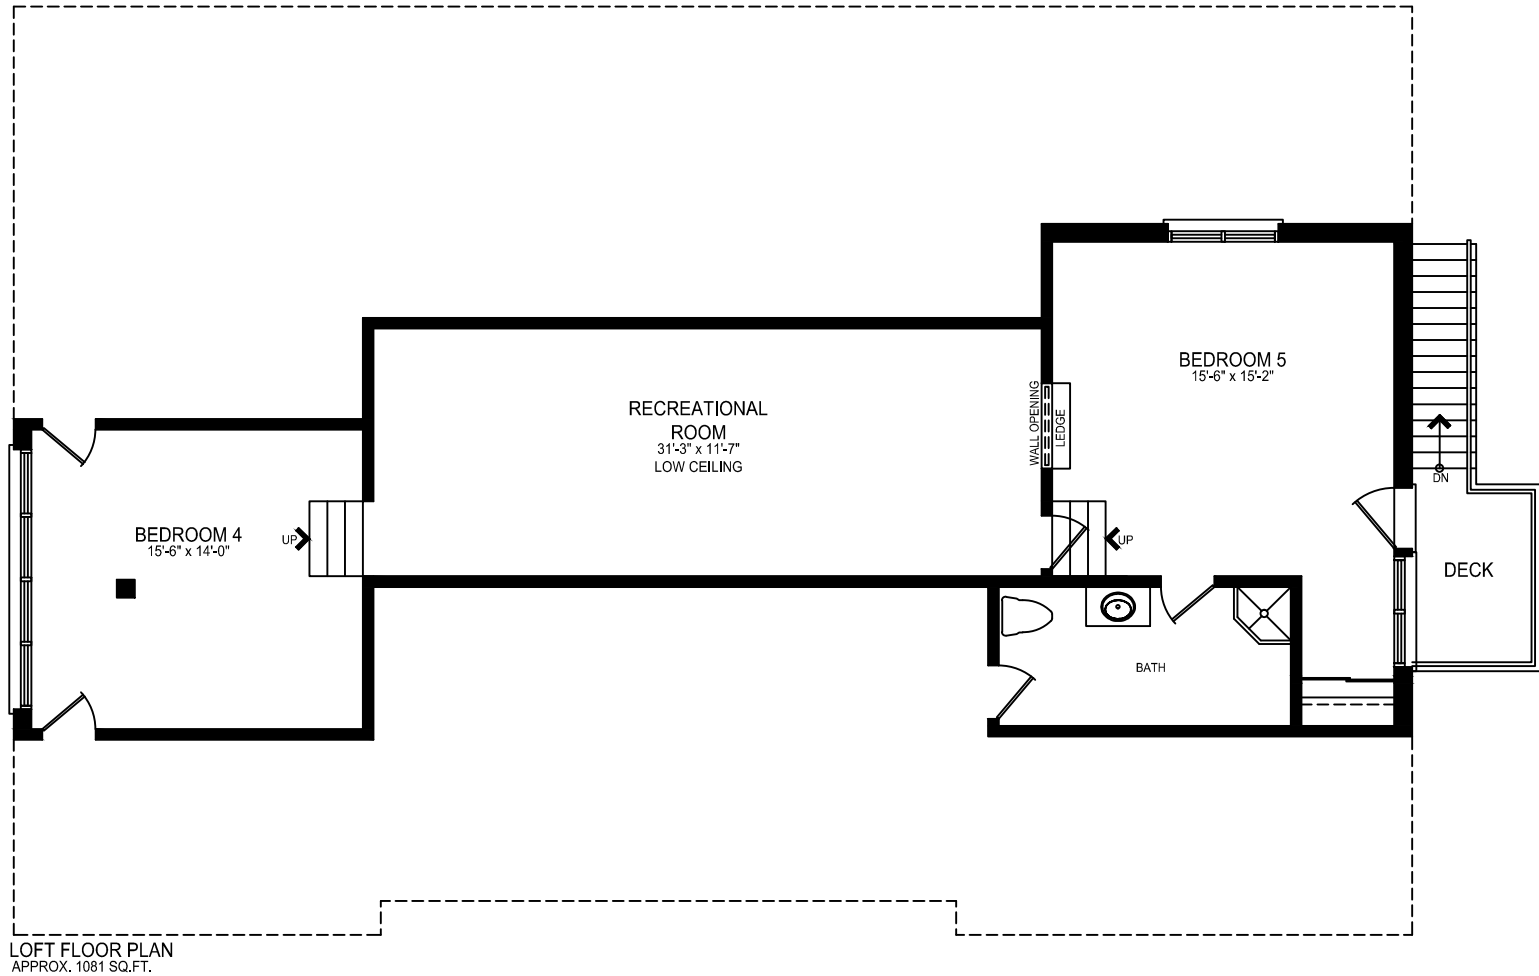 BEDROOM 5
15'-6" x 15'-2"
RECREATIONAL
ROOM
31'-3" x 11'-7"
LOW CEILING
WALL OPENING
LEDGE
DN
BEDROOM 4
15'-6" x 14'-0"
UP
UP
DECK
BATH
LOFT FLOOR PLAN
APPROX. 1081 SQ.FT.